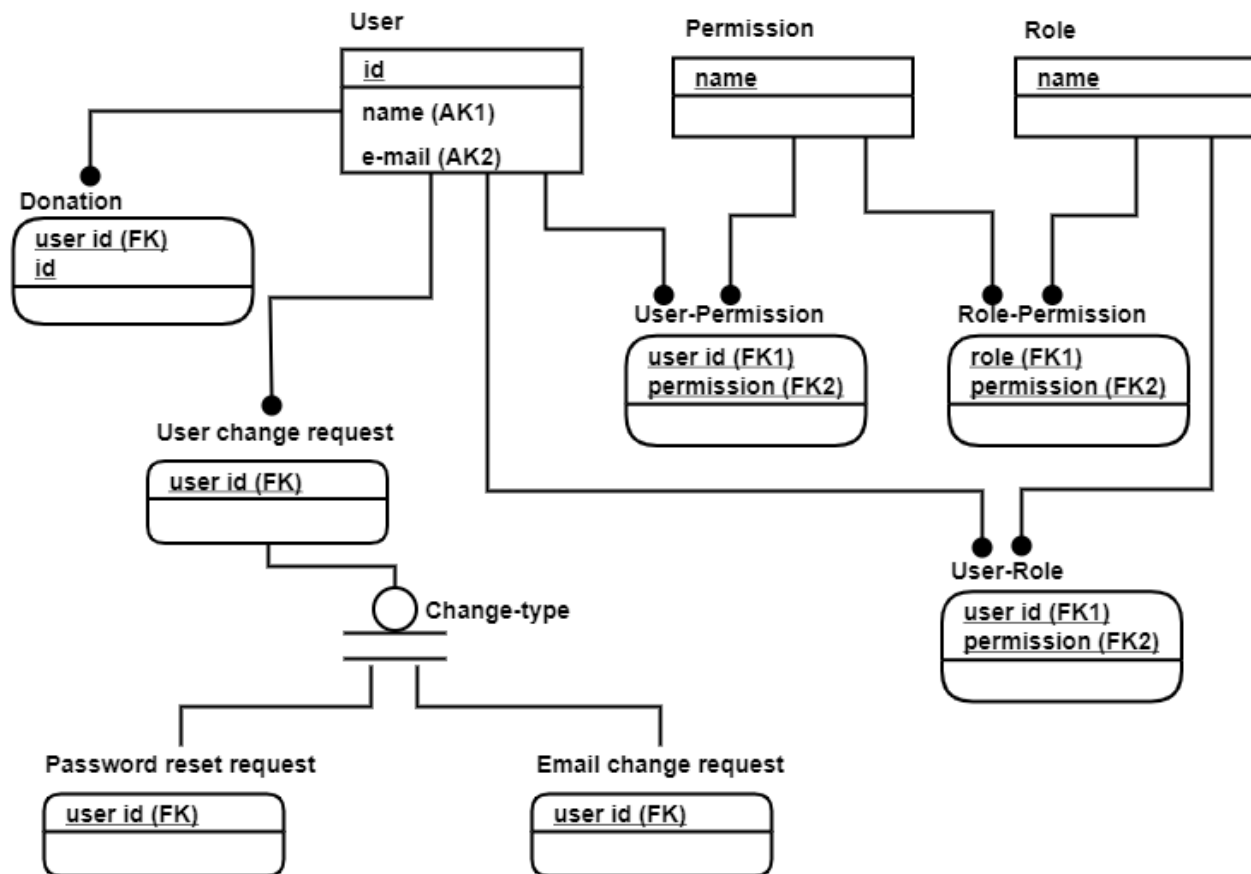 User
id
name (AK1)
e-mail (AK2)
Permission
name
Role
name
Donation
user id (FK)
id
User-Permission
user id (FK1)
permission (FK2)
Role-Permission
role (FK1)
permission (FK2)
User change request
user id (FK)
User-Role
user id (FK1)
permission (FK2)
Change-type
Password reset request
user id (FK)
Email change request
user id (FK)